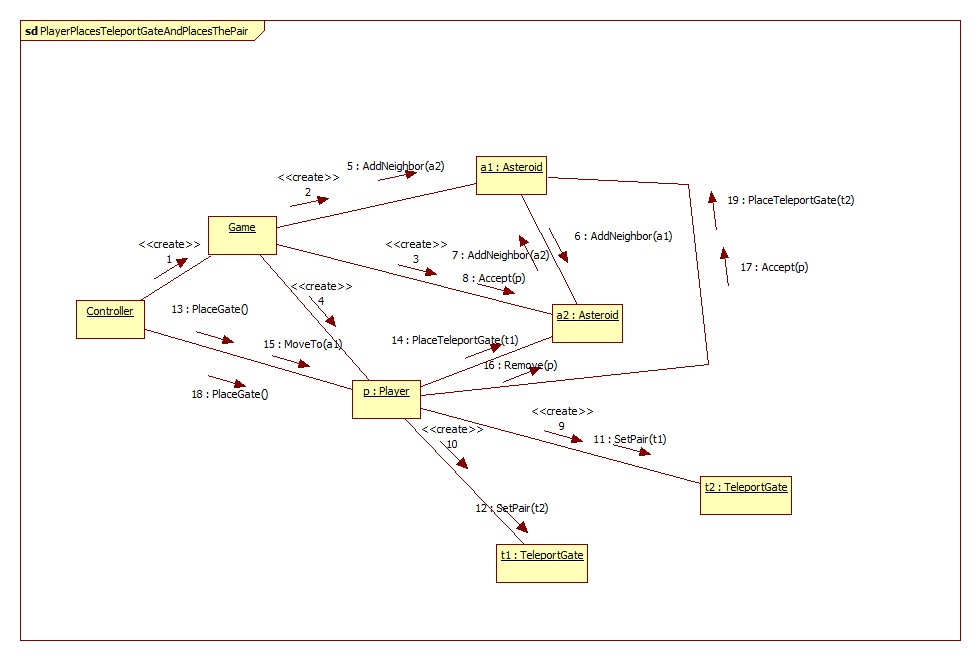 sd PlayerPlacesTeleportGateAndPlacesThePair
5 : AddNeighbor(a2)
a1 : Asteroid
<<create>>
2
19 : PlaceTeleportGate(t2)
Game
6 : AddNeighbor(a1)
<<create>>
1
<<create>>
3
7 : AddNeighbor(a2)
17 : Accept(p)
8 : Accept(p)
<<create>>
4
Controller
13 : PlaceGate()
a2 : Asteroid
14 : PlaceTeleportGate(t1)
15 : MoveTo(a1)
16 : Remove(p)
18 : PlaceGate()
p : Player
<<create>>
9
<<create>>
10
11 : SetPair(t1)
t2 : TeleportGate
12 : SetPair(t2)
t1 : TeleportGate